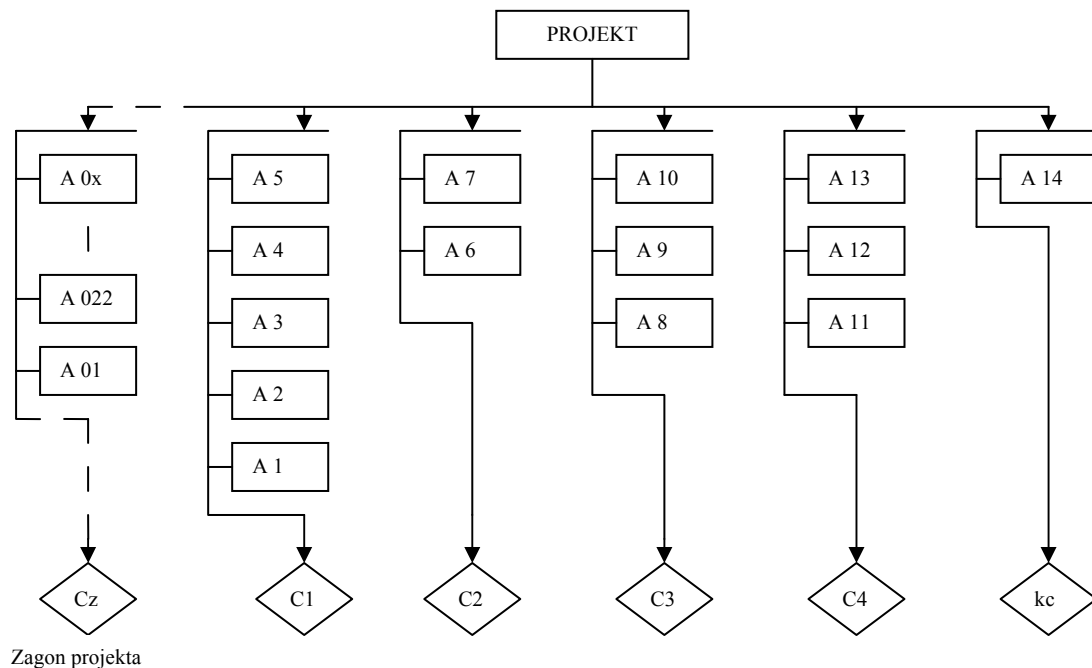 PROJEKT
A 0x
A 5
A 7
A 10
A 13
A 14
A 4
A 6
A 9
A 12
A 022
A 3
A 8
A 11
A 01
A 2
A 1
Cz
C1
C2
C3
C4
kc
Zagon projekta